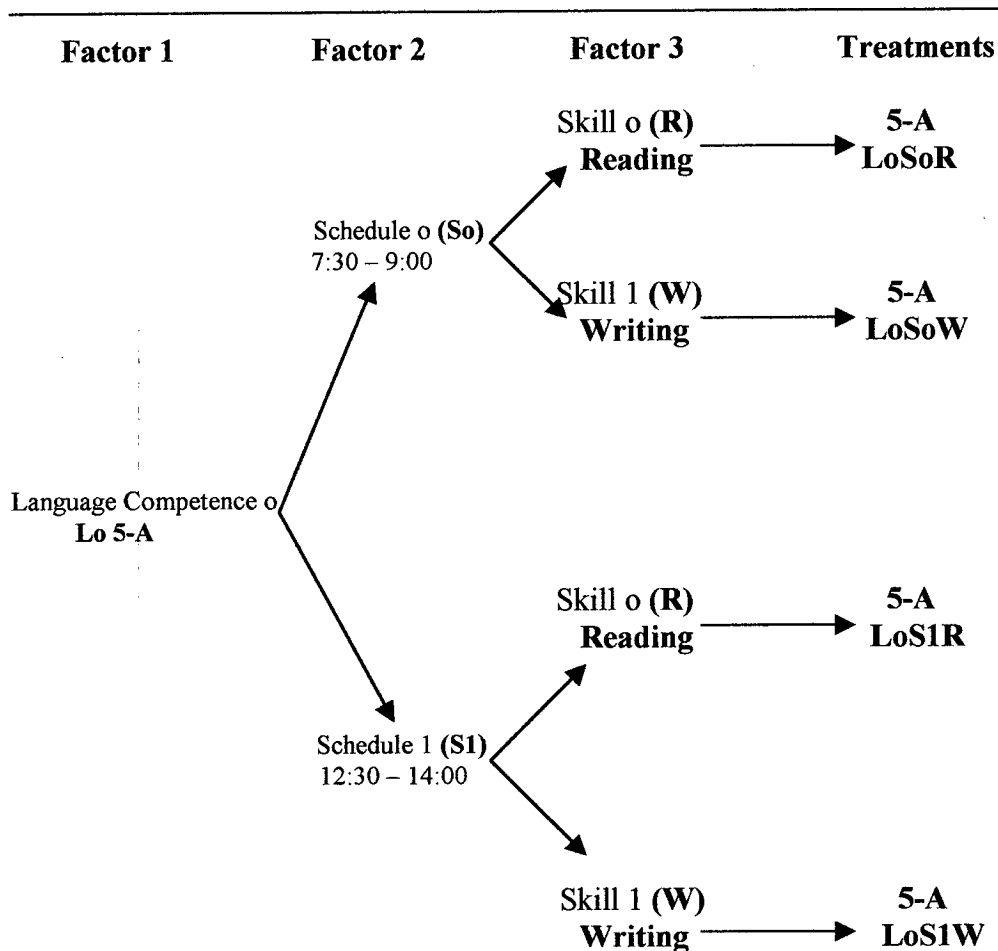 Factor 1 Factor 2 Factor 3 Treatments
Skill o (R) 5-A
Reading LoSoR
Schedule o (So)
7:30 – 9:00
Skill 1 (W) 5-A
Writing LoSoW
Language Competence o
Lo 5-A
Skill o (R) 5-A
Reading LoS1R
Schedule 1 (S1)
12:30 – 14:00
Skill 1 (W) 5-A
Writing LoS1W